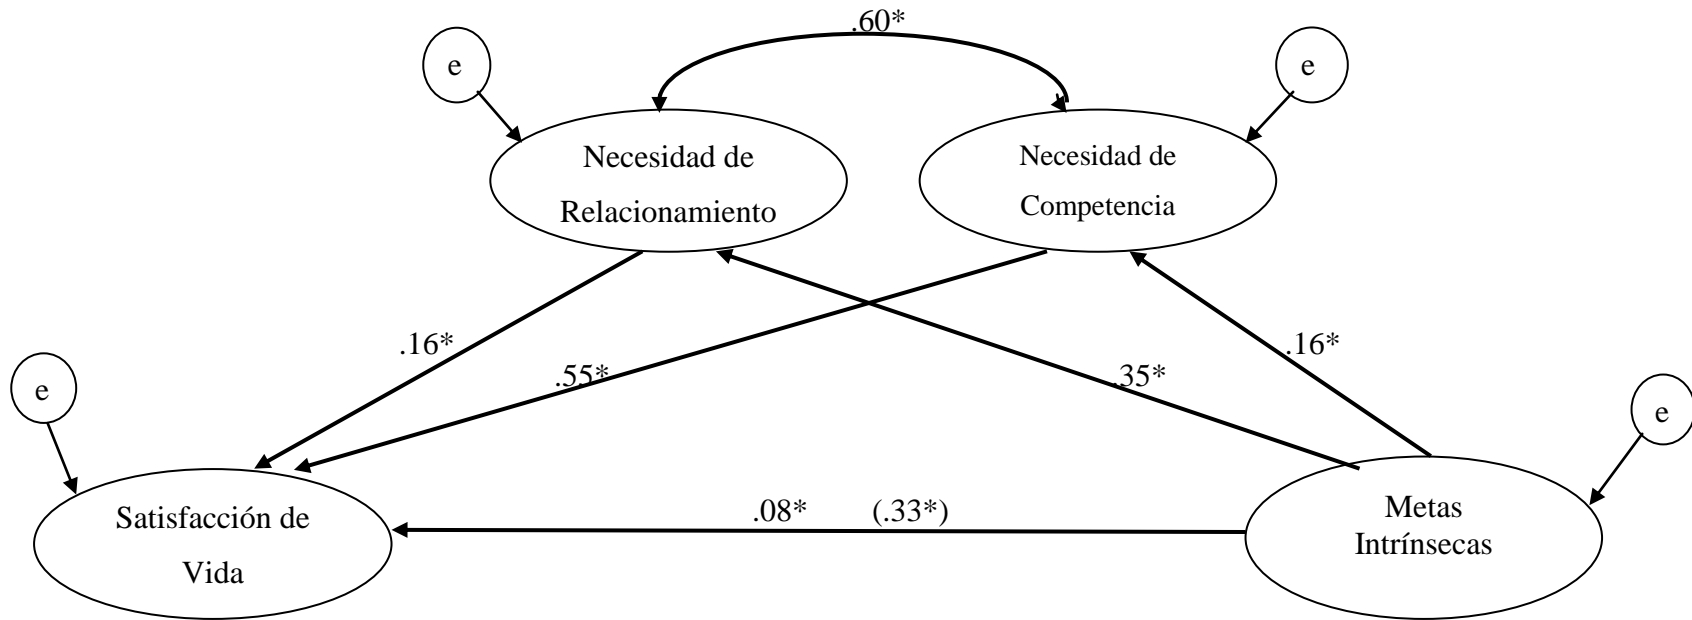 .60*
e
e
Necesidad de
Relacionamiento
Necesidad de
Competencia
.16*
.55*
.35*
.16*
e
e
Satisfacción de
Vida
.08* (.33*)
Metas
Intrínsecas